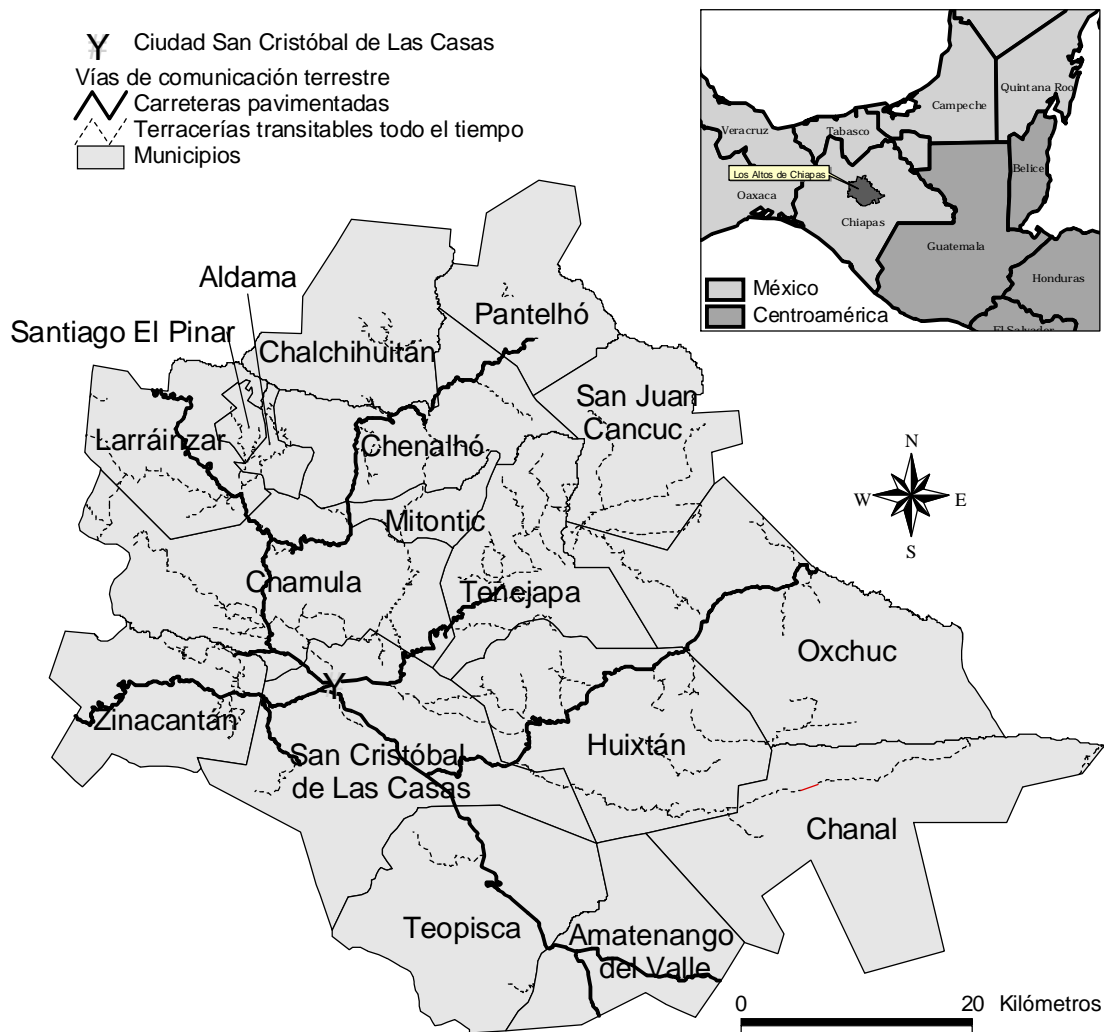 Y Ciudad San Cristóbal de Las Casas
Vías de comunicación terrestre
Carreteras pavimentadas
Terracerías transitables todo el tiempo
Municipios
Campeche
Quintana Roo
Veracruz
Tabasco
Los Altos de Chiapas
Oaxaca
Belice
Chiapas
Guatemala
Honduras
El Salvador
México
Centroamérica
Aldama
Santiago El Pinar
Chalchihuitán
Pantelhó
San Juan
Cancuc
Larráinzar
Chenalhó
Mitontic
N
W
E
S
Chamula
Tenejapa
Oxchuc
Y
Zinacantán
Huixtán
San Cristóbal
de Las Casas
Chanal
Teopisca
Amatenango
del Valle
0
20 Kilómetros